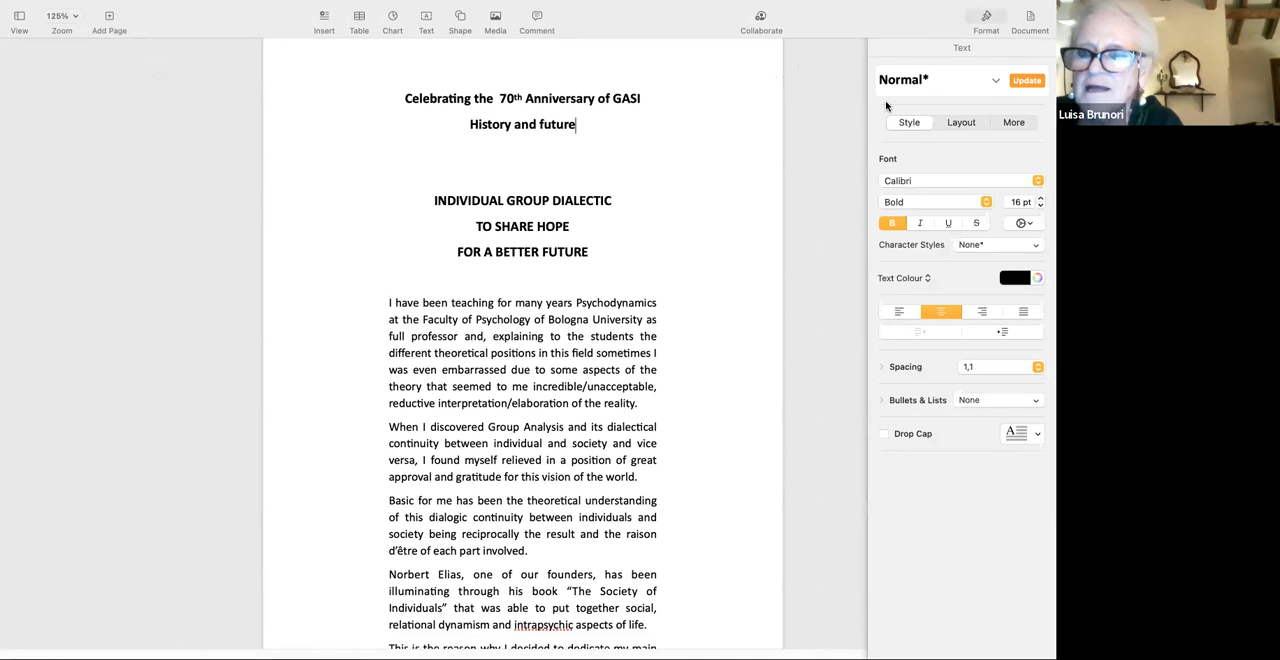 125%
View
Zoom
Add Page
Insert
Table
Chart
Text
Shape
Media
Comment
Collaborate
Format
Document
Text
Normal*
Update
Style
Layout
More
Font
Calibri
Bold
16 pt
B I U S
Character Styles
None*
Text Colour
Spacing
1,1
Bullets & Lists
None
Drop Cap
A
Luisa Brunori
Celebrating the 70th Anniversary of GASI
History and future
INDIVIDUAL GROUP DIALECTIC
TO SHARE HOPE
FOR A BETTER FUTURE
I have been teaching for many years Psychodynamics
at the Faculty of Psychology of Bologna University as
full professor and, explaining to the students the
different theoretical positions in this field sometimes I
was even embarrassed due to some aspects of the
theory that seemed to me incredible/unacceptable,
reductive interpretation/elaboration of the reality.
When I discovered Group Analysis and its dialectical
continuity between individual and society and vice
versa, I found myself relieved in a position of great
approval and gratitude for this vision of the world.
Basic for me has been the theoretical understanding
of this dialogic continuity between individuals and
society being reciprocally the result and the raison
d’être of each part involved.
Norbert Elias, one of our founders, has been
illuminating through his book “The Society of
Individuals” that was able to put together social,
relational dynamism and intrapsychic aspects of life.
This is the reason why I decided to dedicate my main